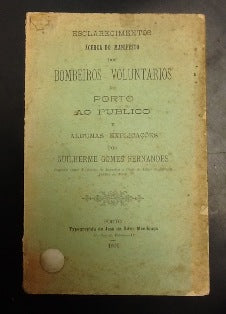 ESCLARECIMENTOS
ÁCERCA DO MANIFESTO
DOS
BOMBEIROS VOLUNTARIOS
DO
PORTO
AO PUBLICO
E
ALGUMAS EXPLICAÇÕES
POR
GUILHERME GOMES FERNANDES
PORTO
Typographia de José da Silva Mendonça